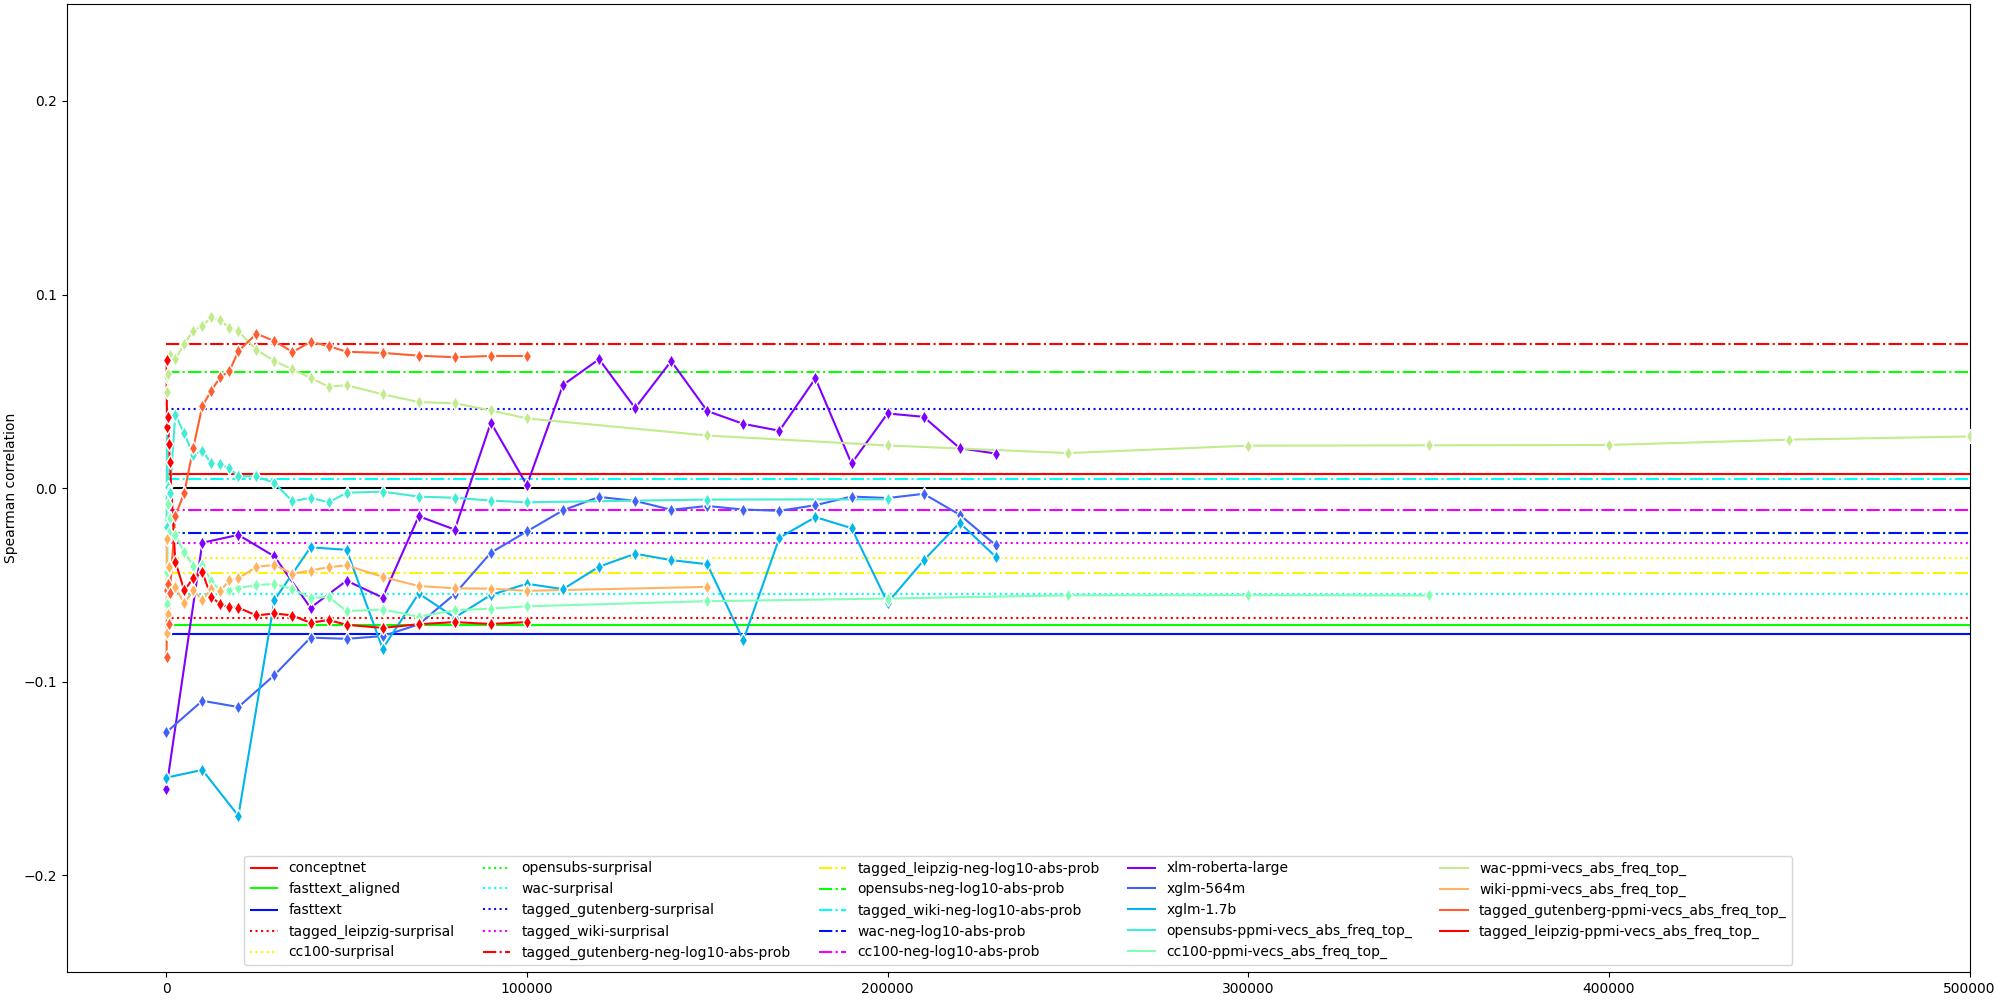 0.2
0.1
0.0
−0.1
−0.2
Spearman correlation
conceptnet
fasttext_aligned
fasttext
tagged_leipzig-surprisal
cc100-surprisal
opensubs-surprisal
wac-surprisal
tagged_gutenberg-surprisal
tagged_wiki-surprisal
tagged_gutenberg-neg-log10-abs-prob
tagged_leipzig-neg-log10-abs-prob
opensubs-neg-log10-abs-prob
tagged_wiki-neg-log10-abs-prob
wac-neg-log10-abs-prob
cc100-neg-log10-abs-prob
xlm-roberta-large
xglm-564m
xglm-1.7b
opensubs-ppmi-vecs_abs_freq_top_
cc100-ppmi-vecs_abs_freq_top_
wac-ppmi-vecs_abs_freq_top_
wiki-ppmi-vecs_abs_freq_top_
tagged_gutenberg-ppmi-vecs_abs_freq_top_
tagged_leipzig-ppmi-vecs_abs_freq_top_
0 100000 200000 300000 400000 500000